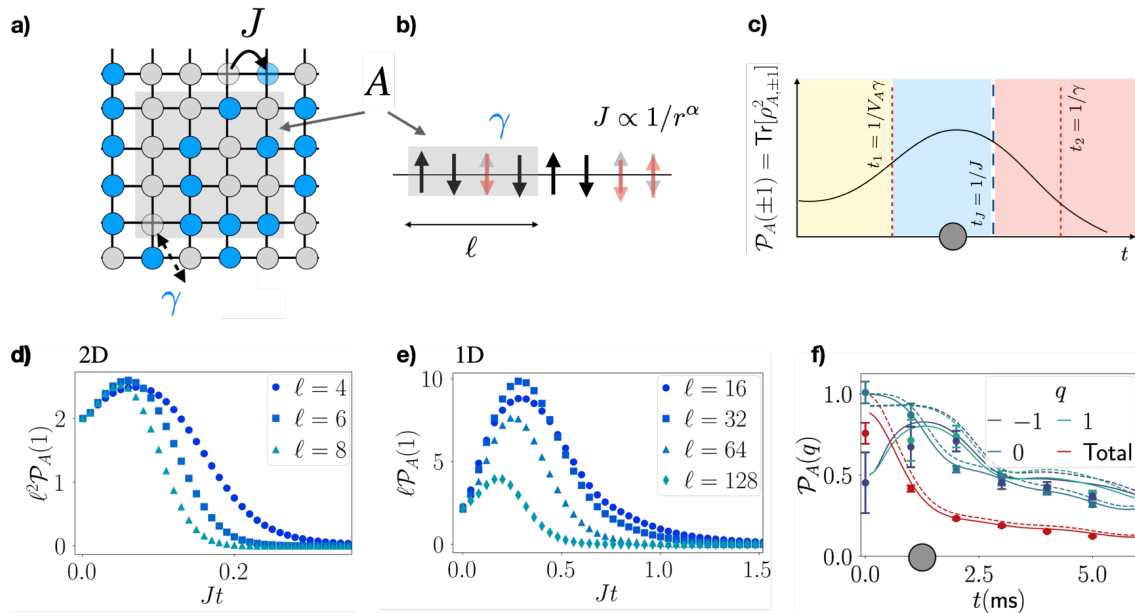 a)
J
A
γ
b)
γ
J ∝ 1/r^α
ℓ
c)
𝒫_A(±1) = Tr[ρ²_{A,±1}]
t₁ = 1/V_Aγ
t_J = 1/J
t₂ = 1/γ
t
d)
2D
ℓ²𝒫_A(1)
2
0
0.0
0.2
Jt
ℓ = 4
ℓ = 6
ℓ = 8
e)
1D
ℓ𝒫_A(1)
10
5
0
0.0
0.5
1.0
1.5
Jt
ℓ = 16
ℓ = 32
ℓ = 64
ℓ = 128
f)
𝒫_A(q)
1.0
0.5
0.0
0.0
2.5
5.0
t(ms)
q
−1
1
0
Total